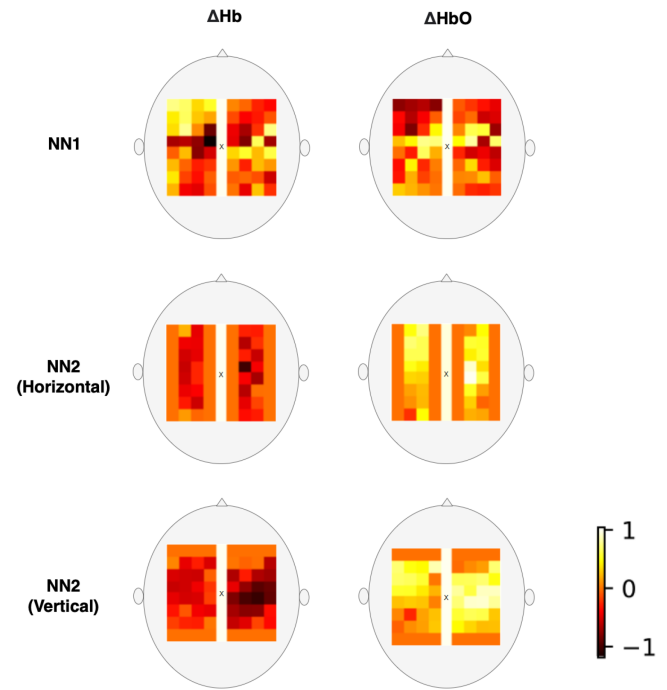 ΔHb ΔHbO
NN1
x x
NN2
(Horizontal)
x x
NN2
(Vertical)
x x
1
0
−1